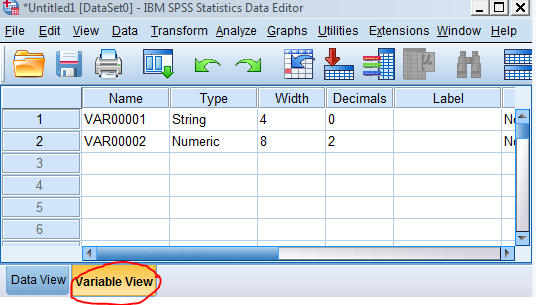 *Untitled1 [DataSet0] - IBM SPSS Statistics Data Editor
File Edit View Data Transform Analyze Graphs Utilities Extensions Window Help
Name Type Width Decimals Label
1 VAR00001 String 4 0
2 VAR00002 Numeric 8 2
3
4
5
6
Data View Variable View